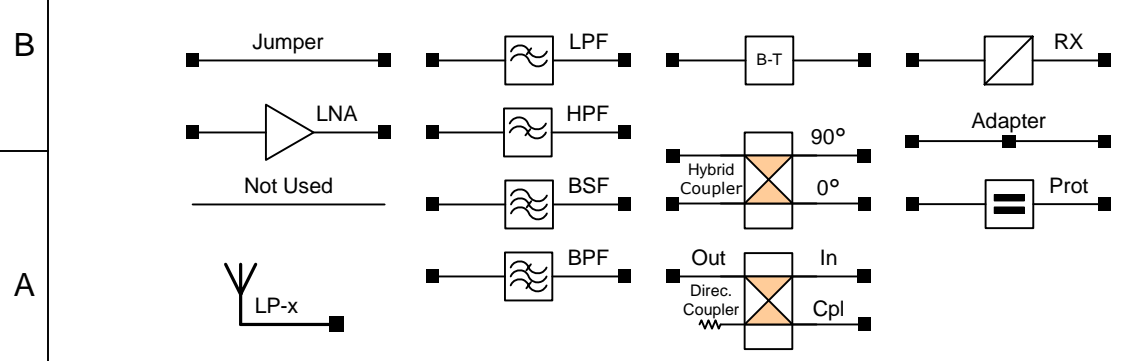 B
Jumper
LPF
B-T
RX
LNA
HPF
Adapter
90°
Hybrid
Coupler
0°
Not Used
BSF
Prot
A
LP-x
BPF
Out
In
Direc.
Coupler
Cpl